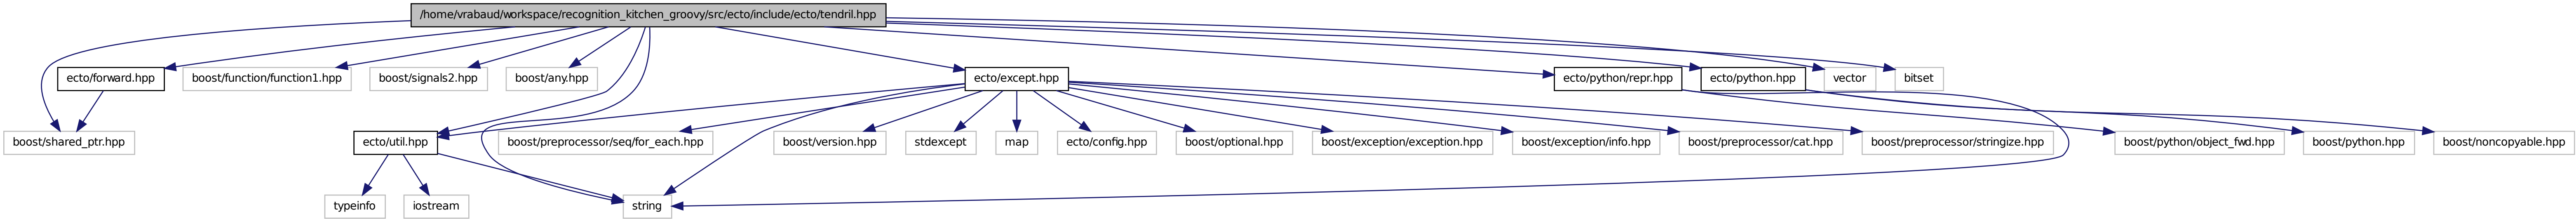 /home/vrabaud/workspace/recognition_kitchen_groovy/src/ecto/include/ecto/tendril.hpp
ecto/forward.hpp
boost/function/function1.hpp
boost/signals2.hpp
boost/any.hpp
ecto/except.hpp
ecto/python/repr.hpp
ecto/python.hpp
vector
bitset
boost/shared_ptr.hpp
ecto/util.hpp
boost/preprocessor/seq/for_each.hpp
boost/version.hpp
stdexcept
map
ecto/config.hpp
boost/optional.hpp
boost/exception/exception.hpp
boost/exception/info.hpp
boost/preprocessor/cat.hpp
boost/preprocessor/stringize.hpp
boost/python/object_fwd.hpp
boost/python.hpp
boost/noncopyable.hpp
typeinfo
iostream
string